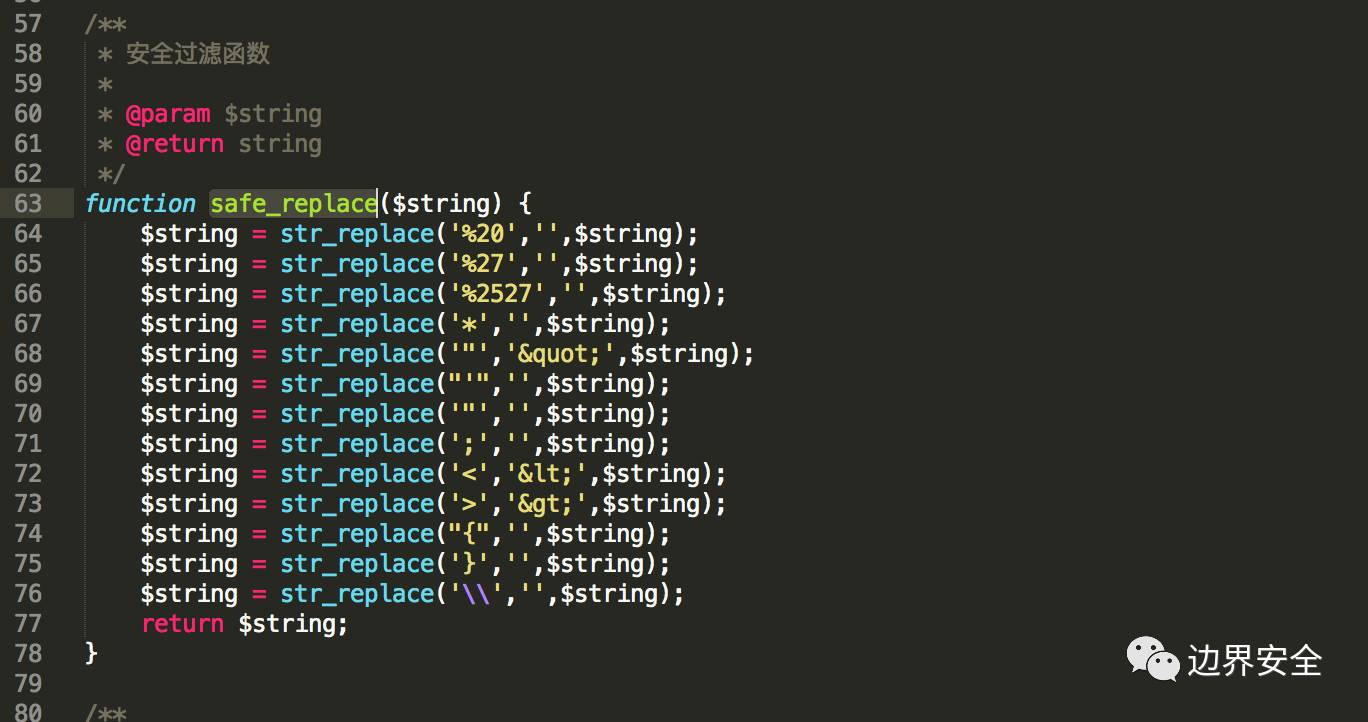 57 /**
58 * 安全过滤函数
59 *
60 * @param $string
61 * @return string
62 */
63 function safe_replace($string) {
64 $string = str_replace('%20','',$string);
65 $string = str_replace('%27','',$string);
66 $string = str_replace('%2527','',$string);
67 $string = str_replace('*','',$string);
68 $string = str_replace('"','&quot;',$string);
69 $string = str_replace("'",'',$string);
70 $string = str_replace('"','',$string);
71 $string = str_replace(';','',$string);
72 $string = str_replace('<','&lt;',$string);
73 $string = str_replace('>','&gt;',$string);
74 $string = str_replace("{",'',$string);
75 $string = str_replace('}','',$string);
76 $string = str_replace('\\','',$string);
77 return $string;
78 }
边界安全
79
80 /**